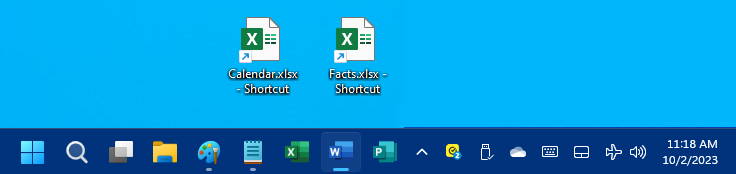 Calendar.xlsx
- Shortcut
Facts.xlsx -
Shortcut
11:18 AM
10/2/2023